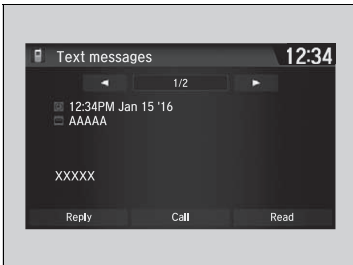 Text messages 12:34
1/2
12:34PM Jan 15 '16
AAAAA
XXXXX
Reply Call Read